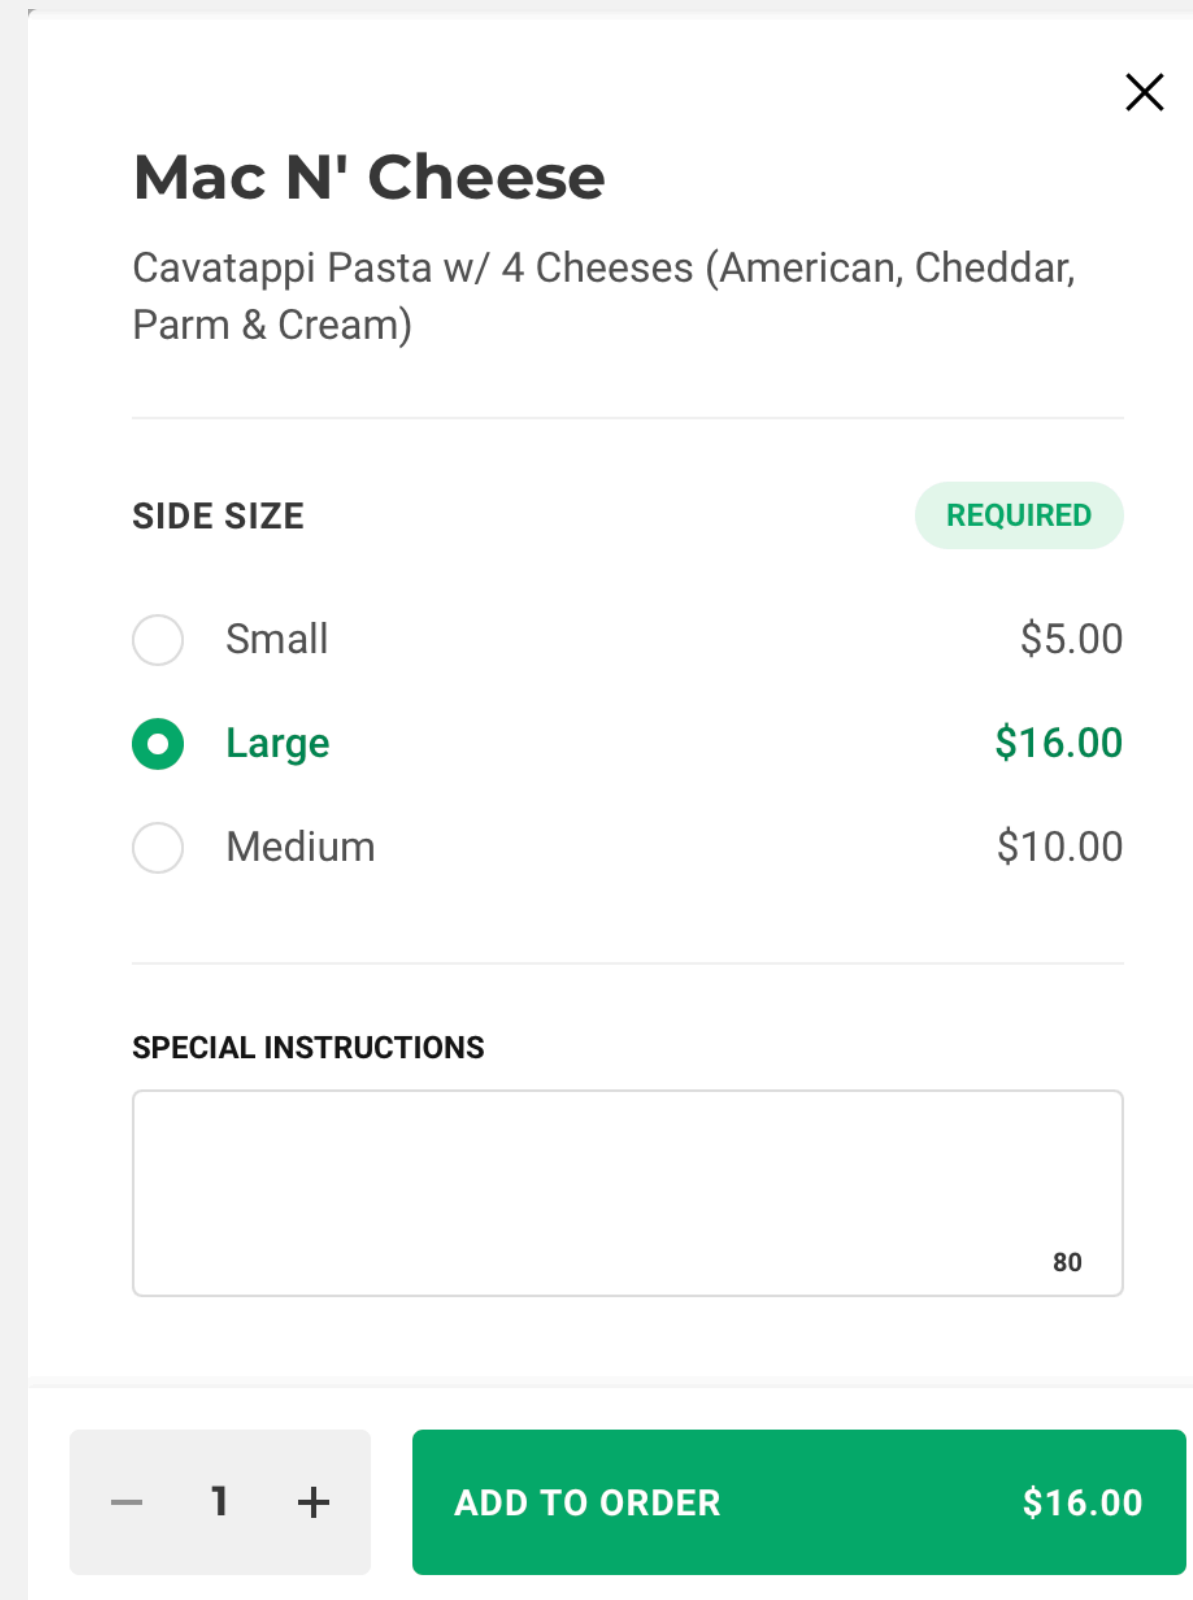 Mac N' Cheese
Cavatappi Pasta w/ 4 Cheeses (American, Cheddar,
Parm & Cream)
SIDE SIZE REQUIRED
Small $5.00
Large $16.00
Medium $10.00
SPECIAL INSTRUCTIONS
80
1 ADD TO ORDER $16.00